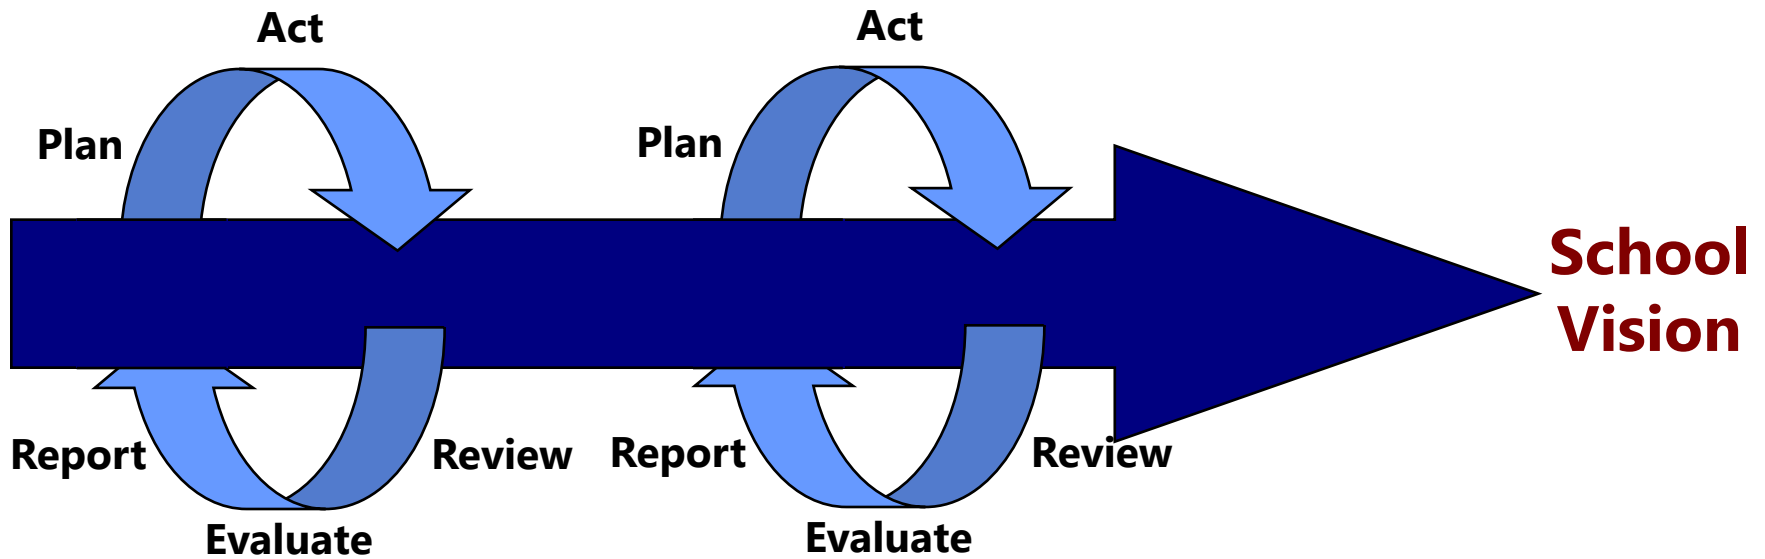 Act
Plan
Report
Review
Evaluate
Act
Plan
Report
Review
Evaluate
School
Vision